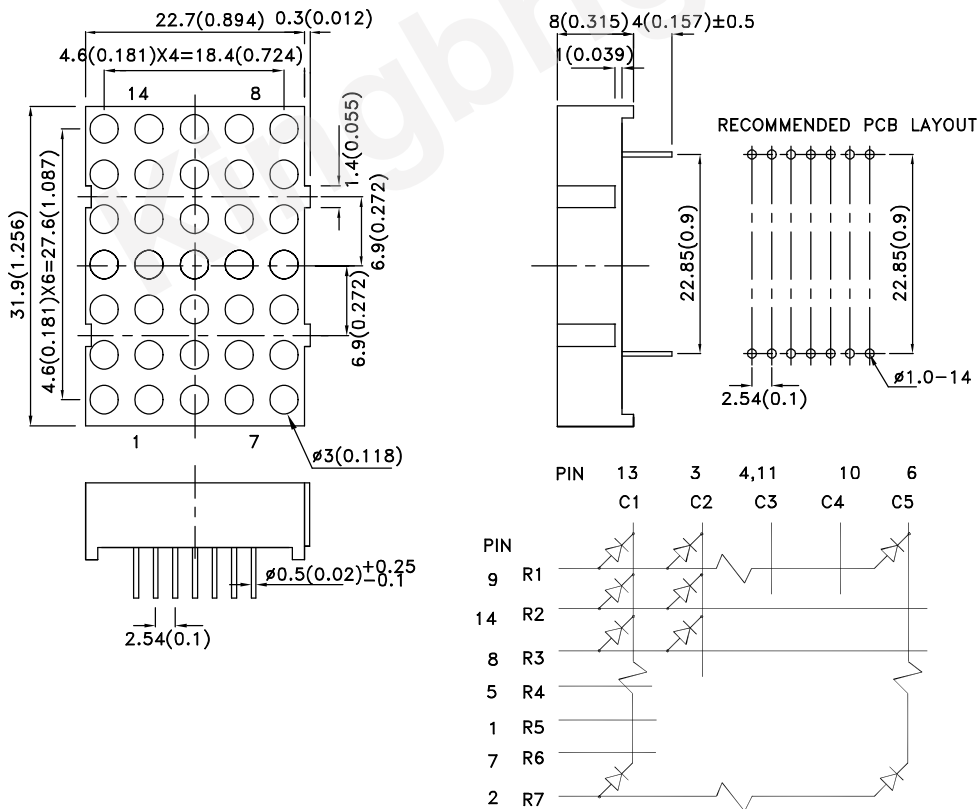 22.7(0.894) 0.3(0.012)
4.6(0.181)X4=18.4(0.724)
14 8
31.9(1.256)
4.6(0.181)X6=27.6(1.087)
1.4(0.055)
6.9(0.272)
6.9(0.272)
1 7
ø3(0.118)
ø0.5(0.02)+0.25 -0.1
2.54(0.1)
8(0.315) 4(0.157)±0.5
1(0.039)
22.85(0.9)
RECOMMENDED PCB LAYOUT
22.85(0.9)
ø1.0-14
2.54(0.1)
PIN 13 3 4,11 10 6
C1 C2 C3 C4 C5
PIN
9 R1
14 R2
8 R3
5 R4
1 R5
7 R6
2 R7